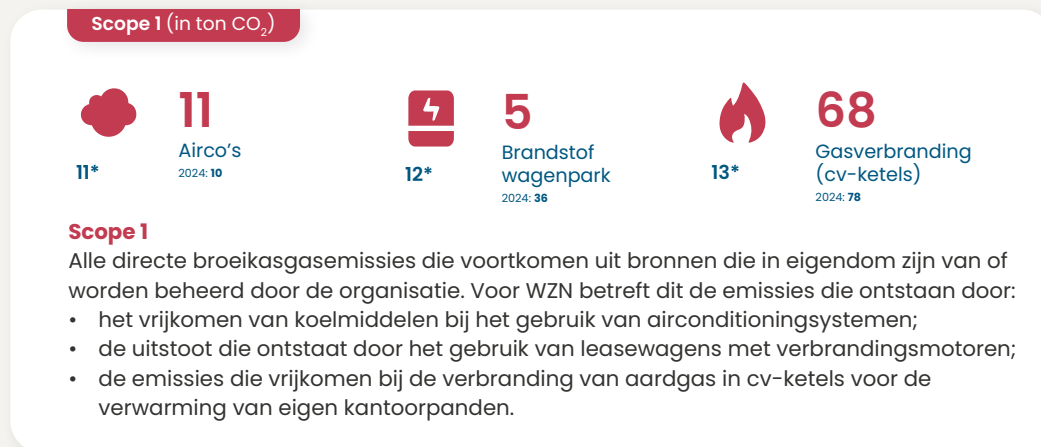 Scope 1 (in ton CO₂)
11
Airco's
2024: 10
11*
5
Brandstof
wagenpark
2024: 36
12*
68
Gasverbranding
(cv-ketels)
2024: 78
13*
Scope 1
Alle directe broeikasgasemissies die voortkomen uit bronnen die in eigendom zijn van of
worden beheerd door de organisatie. Voor WZN betreft dit de emissies die ontstaan door:
• het vrijkomen van koelmiddelen bij het gebruik van airconditioningsystemen;
• de uitstoot die ontstaat door het gebruik van leasewagens met verbrandingsmotoren;
• de emissies die vrijkomen bij de verbranding van aardgas in cv-ketels voor de
verwarming van eigen kantoorpanden.